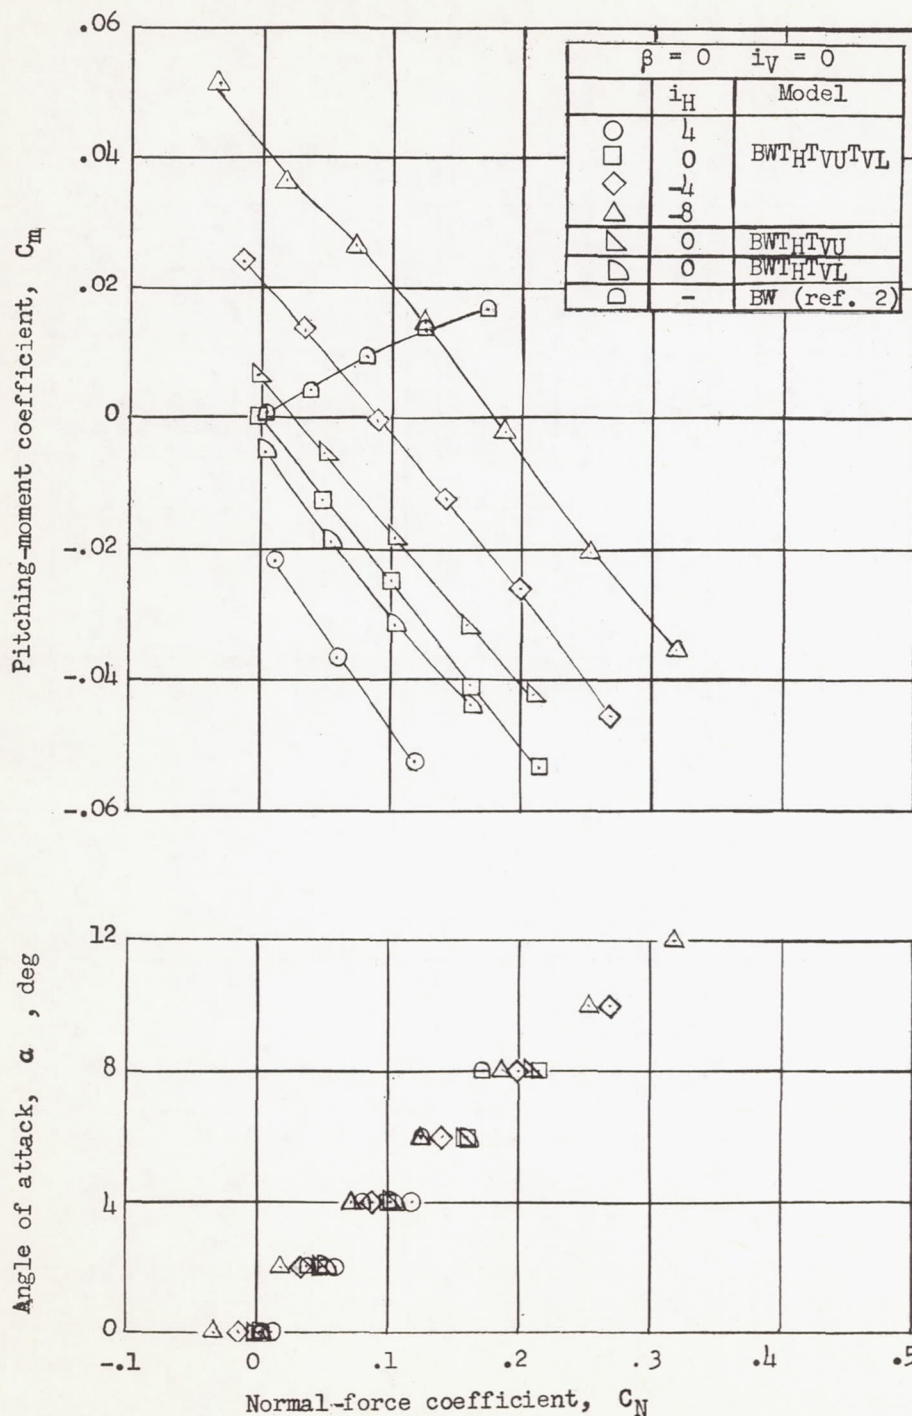 .06
β = 0 iV = 0
iH Model
4
0 BWTHTVUTVL
-4
-8
0 BWTHTVU
0 BWTHTVL
- BW (ref. 2)
.04
.02
0
-.02
-.04
-.06
Pitching-moment coefficient, Cm
12
8
4
0
Angle of attack, α , deg
-.1 0 .1 .2 .3 .4 .5
Normal-force coefficient, CN